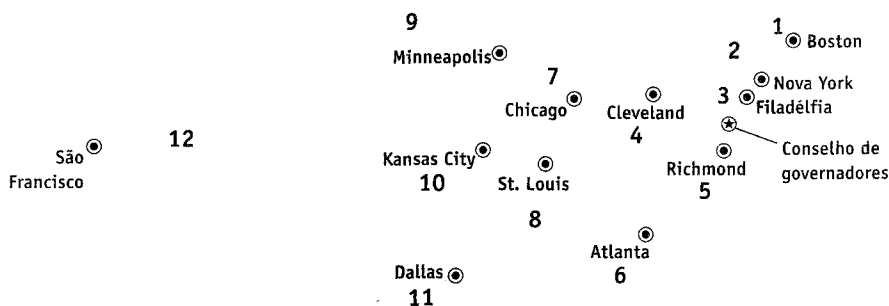 9
1
Boston
Minneapolis
2
7
Nova York
3
Filadélfia
Chicago
Cleveland
4
12
São
Francisco
Kansas City
10
St. Louis
Richmond
5
Conselho de
governadores
8
Atlanta
6
Dallas
11